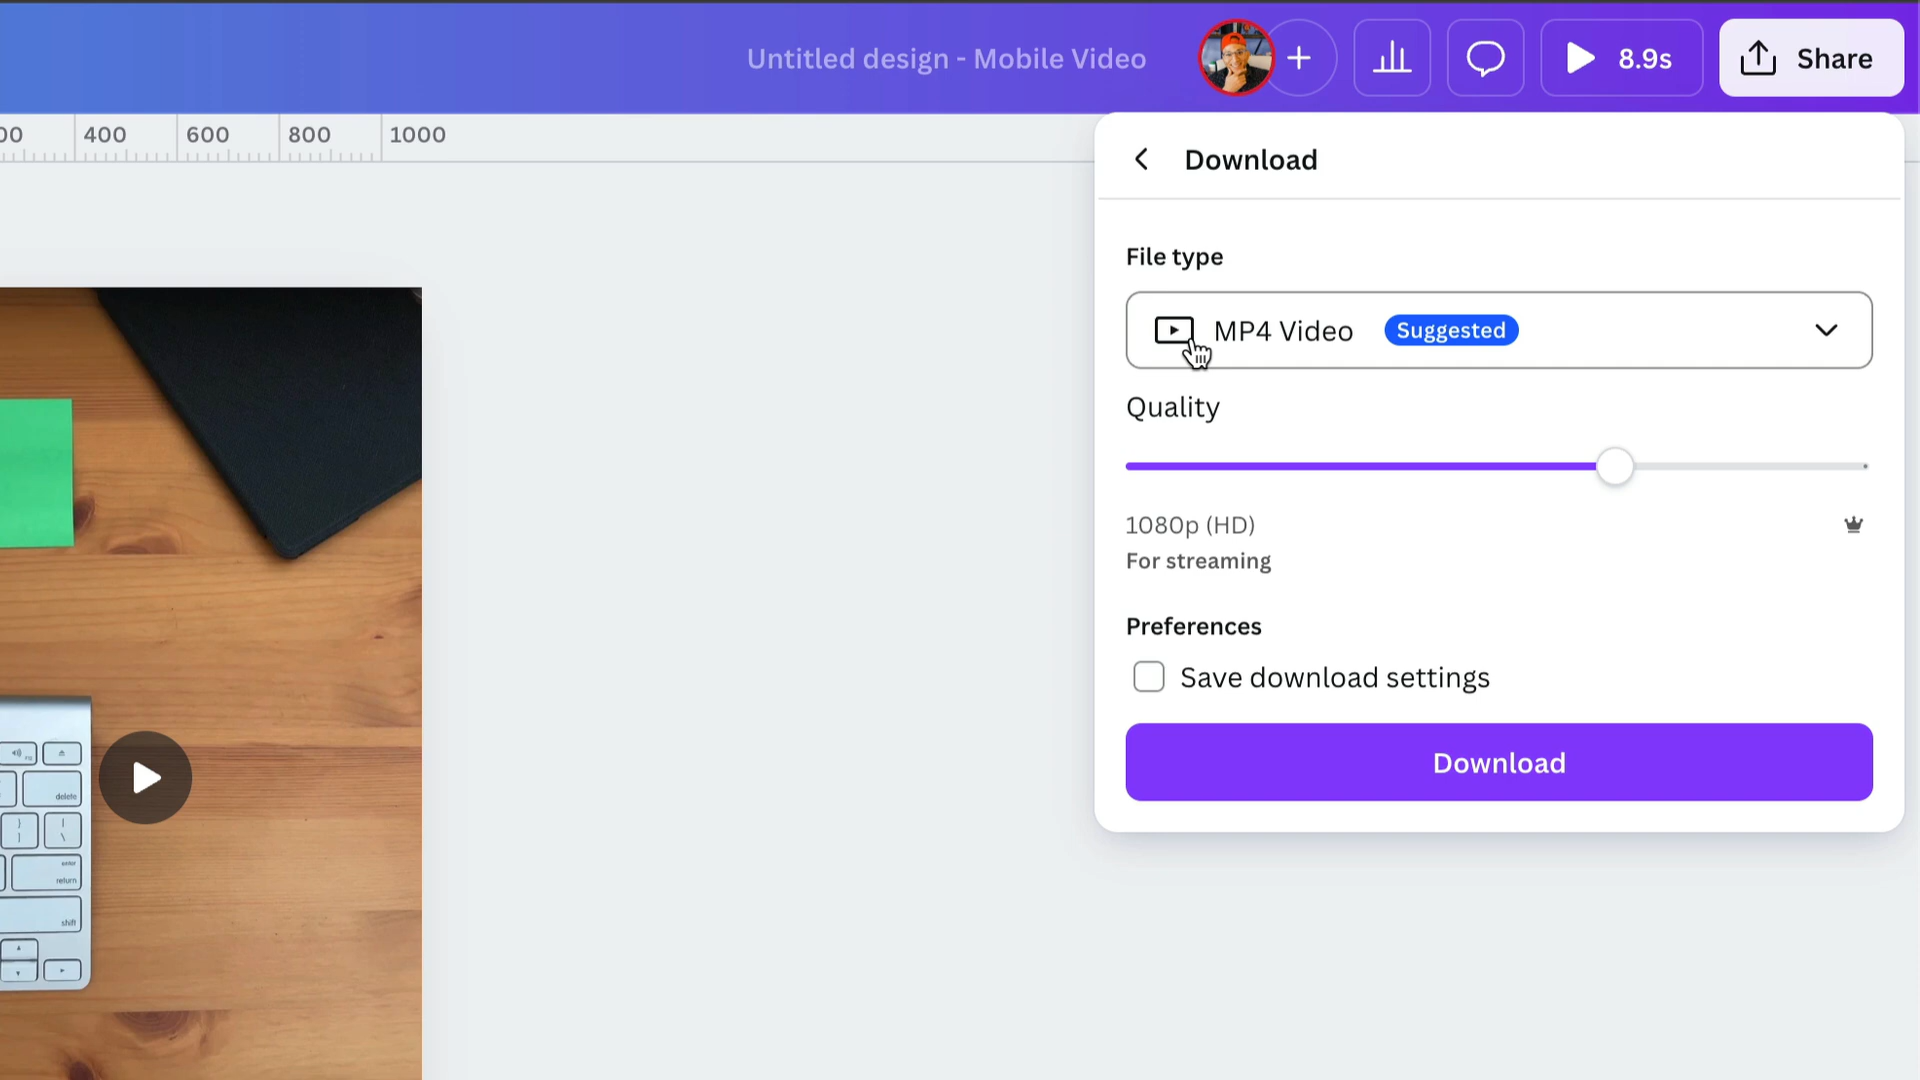 Untitled design - Mobile Video
8.9s
Share
400
600
800
1000
Download
File type
MP4 Video
Suggested
Quality
1080p (HD)
For streaming
Preferences
Save download settings
Download
delete
enter
return
shift